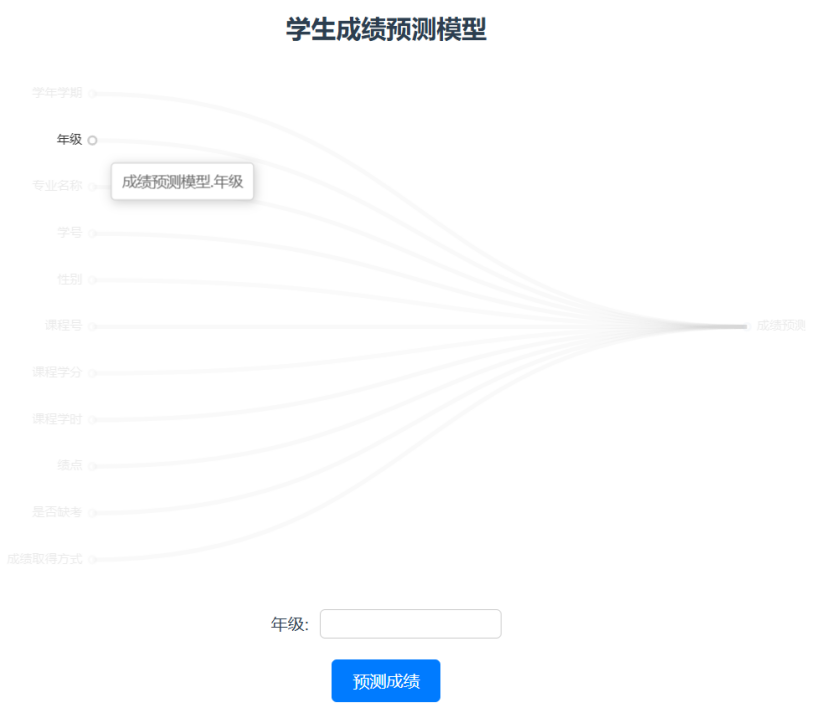 学生成绩预测模型
学年学期
年级
成绩预测模型.年级
专业名称
学号
性别
课程号
成绩预测
课程学分
课程学时
绩点
是否缺考
成绩取得方式
年级:
预测成绩